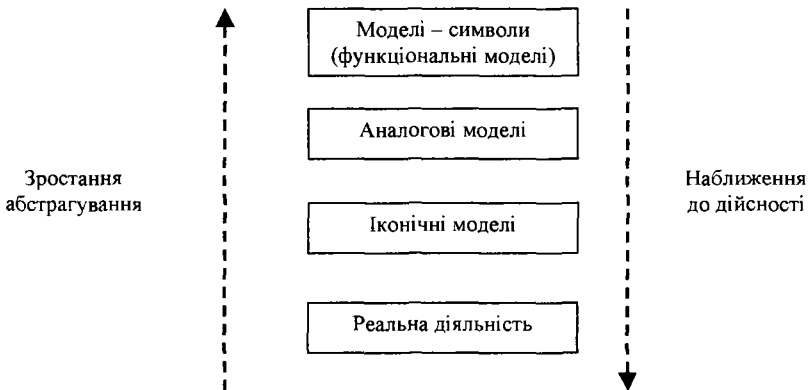 Моделі – символи
(функціональні моделі)
Аналогові моделі
Зростання
абстрагування
Наближення
до дійсності
Іконічні моделі
Реальна діяльність